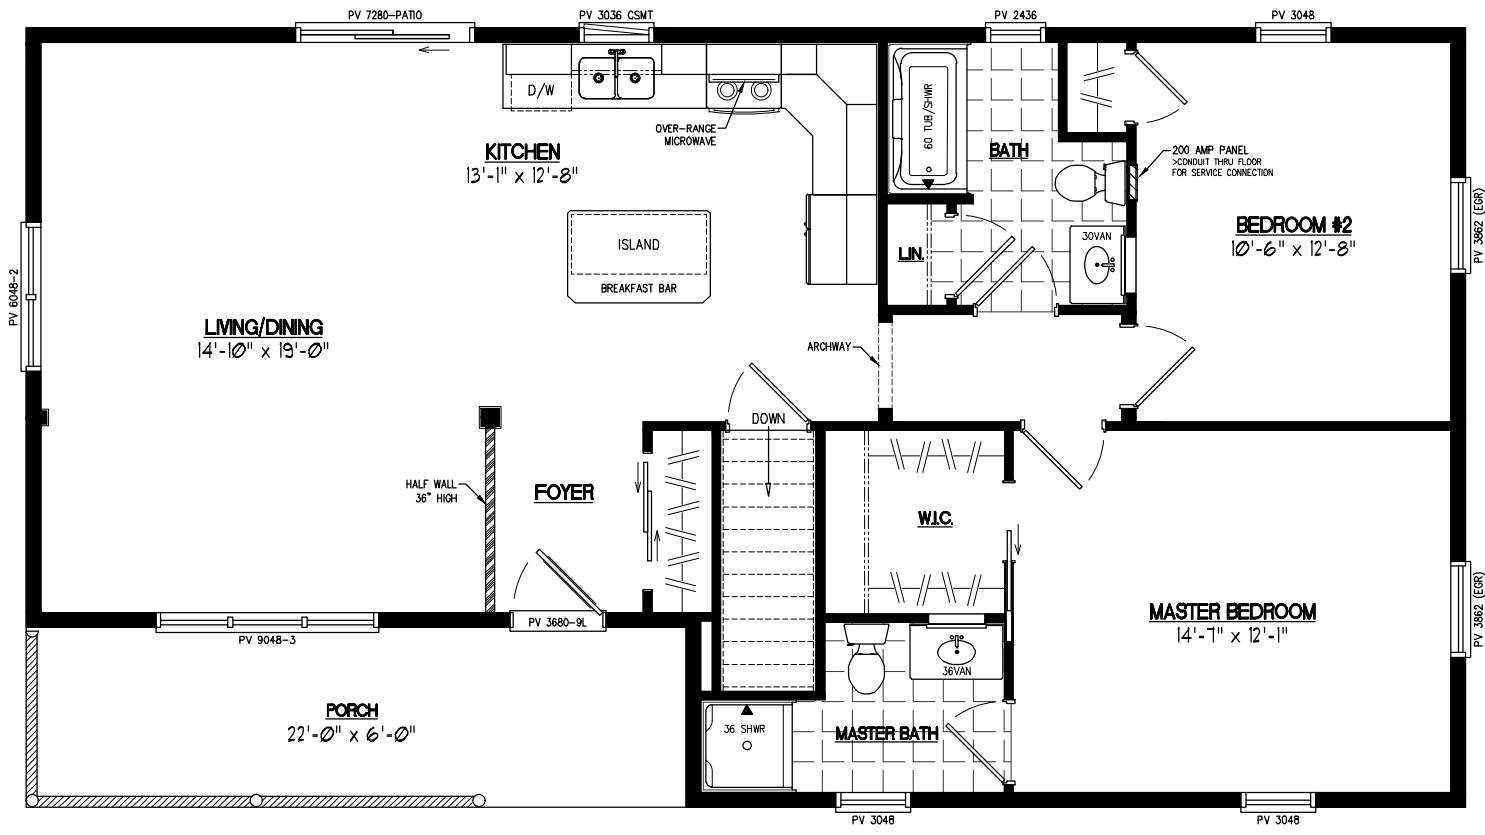 PV 7280-PATIO
PV 3036 CSMT
PV 2436
PV 3048
D/W
OVER-RANGE
MICROWAVE
KITCHEN
13'-1" x 12'-8"
60 TUB/SHWR
BATH
200 AMP PANEL
>CONDUIT THRU FLOOR
FOR SERVICE CONNECTION
ISLAND
BREAKFAST BAR
LIN.
30VAN
BEDROOM #2
10'-6" x 12'-8"
PV 3862 (EGR)
PV 6048-2
LIVING/DINING
14'-10" x 19'-0"
ARCHWAY
DOWN
HALF WALL
36" HIGH
FOYER
W.I.C.
MASTER BEDROOM
14'-7" x 12'-1"
PV 3862 (EGR)
PV 9048-3
PV 3680-9L
36VAN
PORCH
22'-0" x 6'-0"
36 SHWR
MASTER BATH
PV 3048
PV 3048